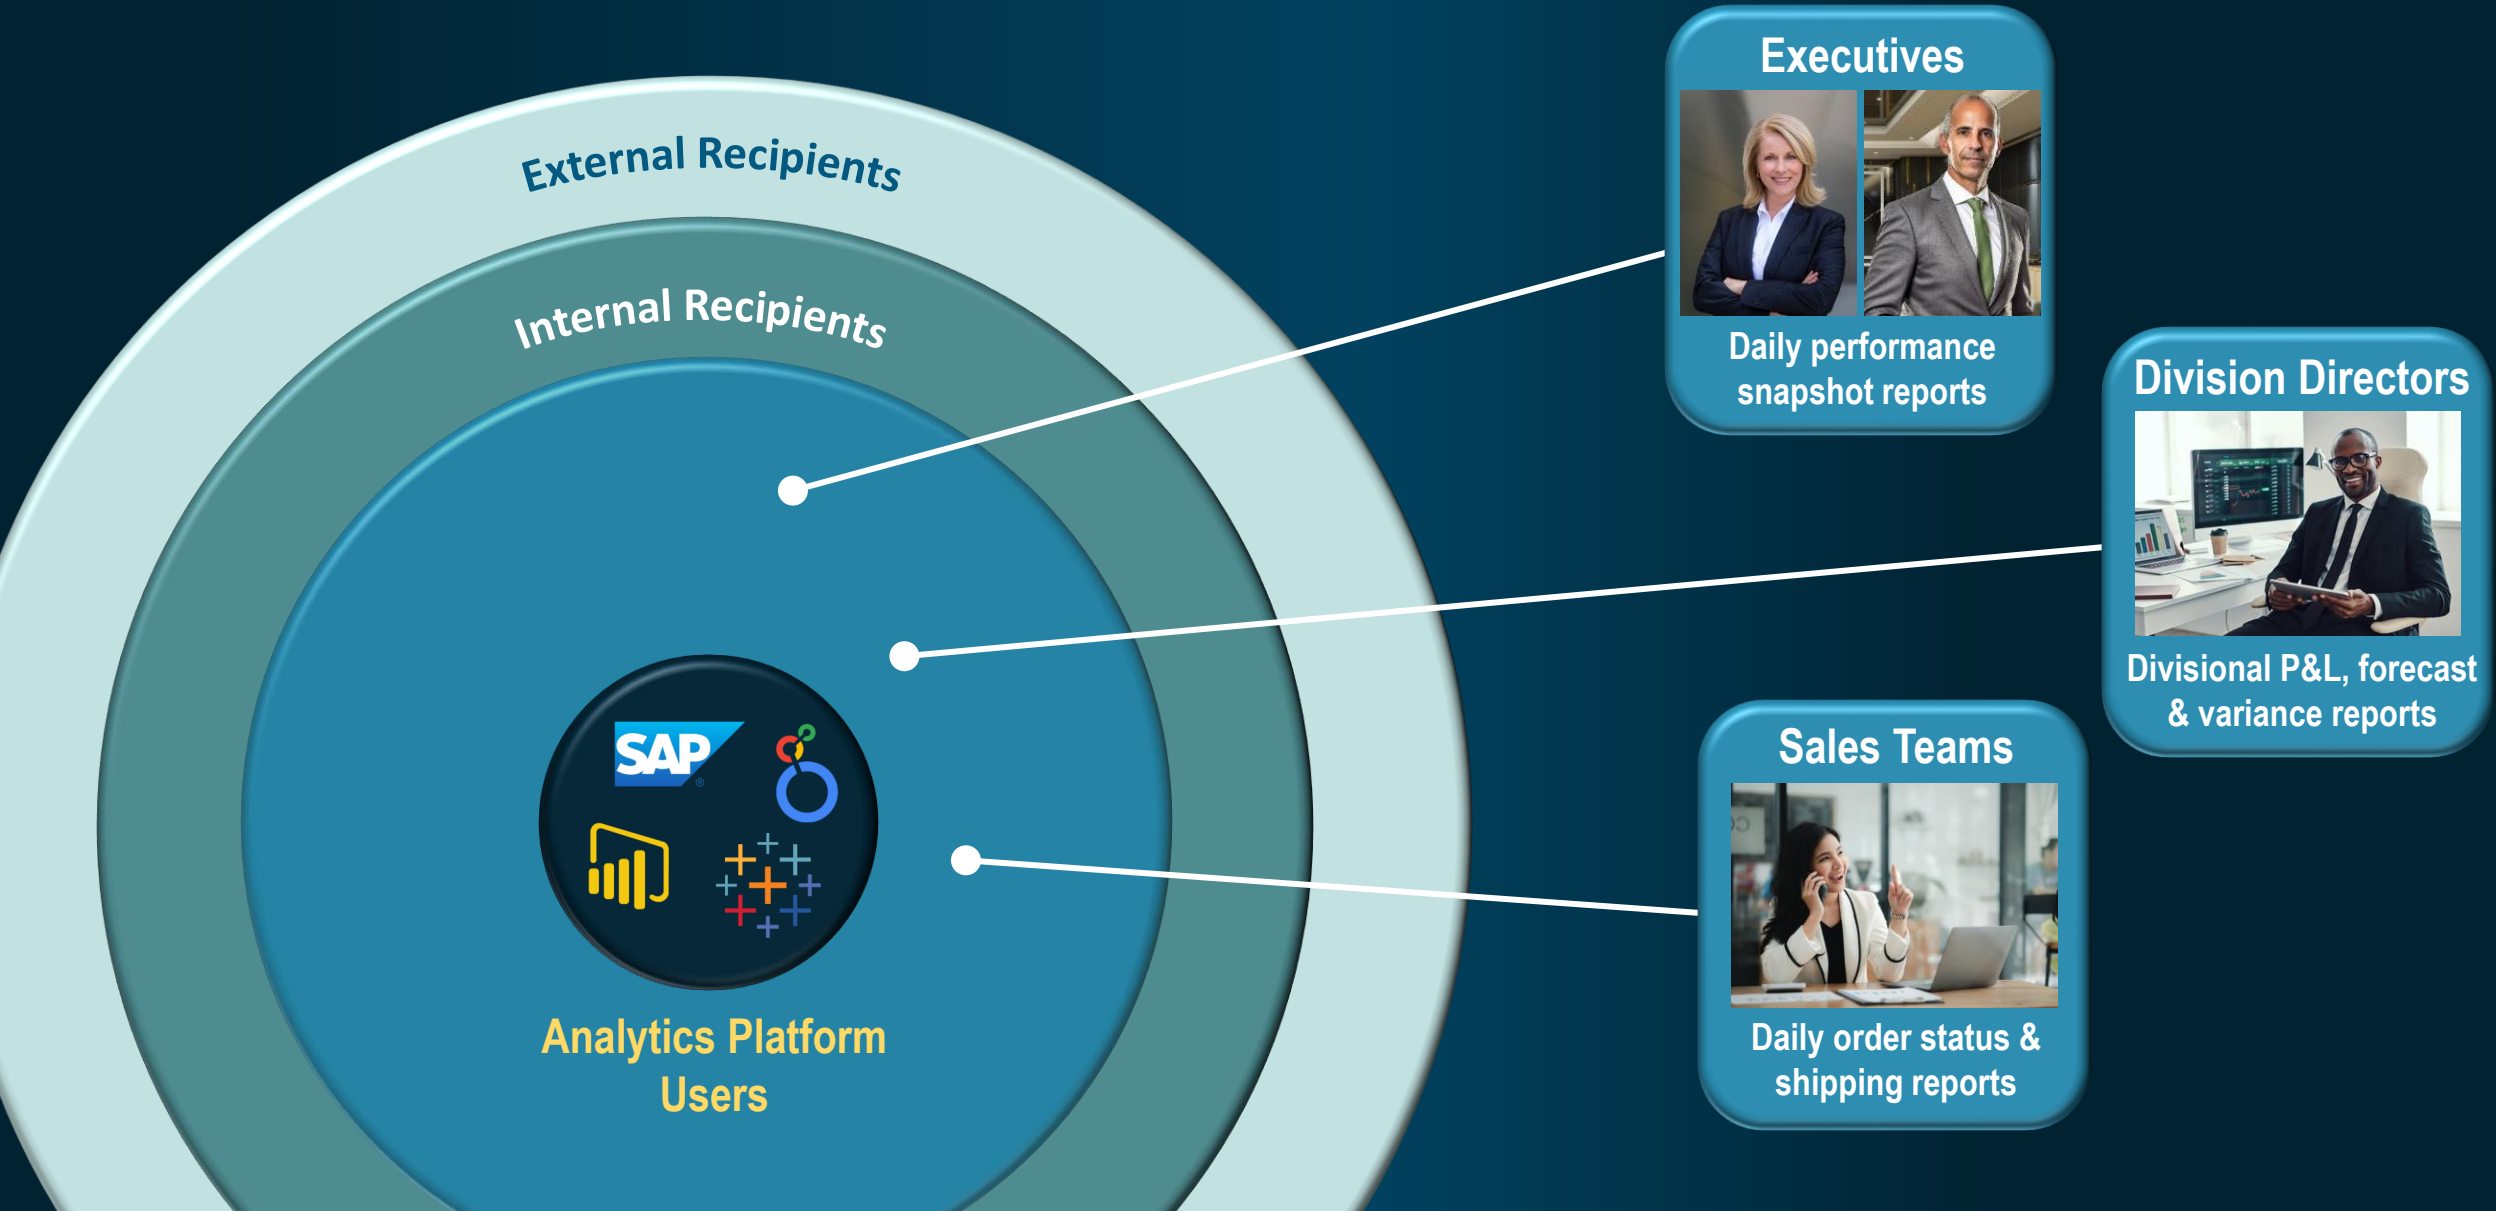 External Recipients
Internal Recipients
SAP
®
Analytics Platform
Users
Executives
Daily performance
snapshot reports
Division Directors
Divisional P&L, forecast
& variance reports
Sales Teams
Daily order status &
shipping reports